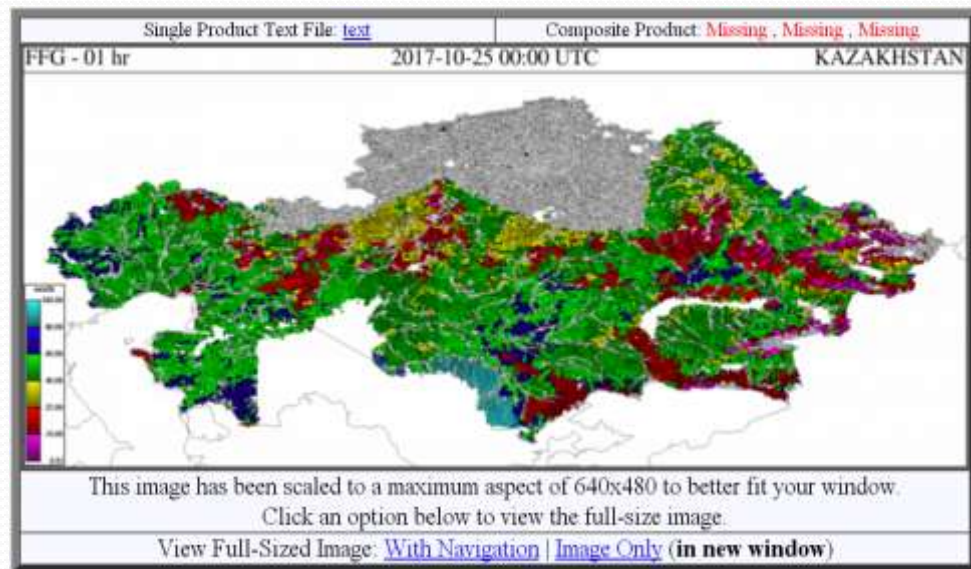 Single Product Text File: text
Composite Product: Missing , Missing , Missing
FFG - 01 hr
2017-10-25 00:00 UTC
KAZAKHSTAN
This image has been scaled to a maximum aspect of 640x480 to better fit your window.
Click an option below to view the full-size image.
View Full-Sized Image: With Navigation | Image Only (in new window)